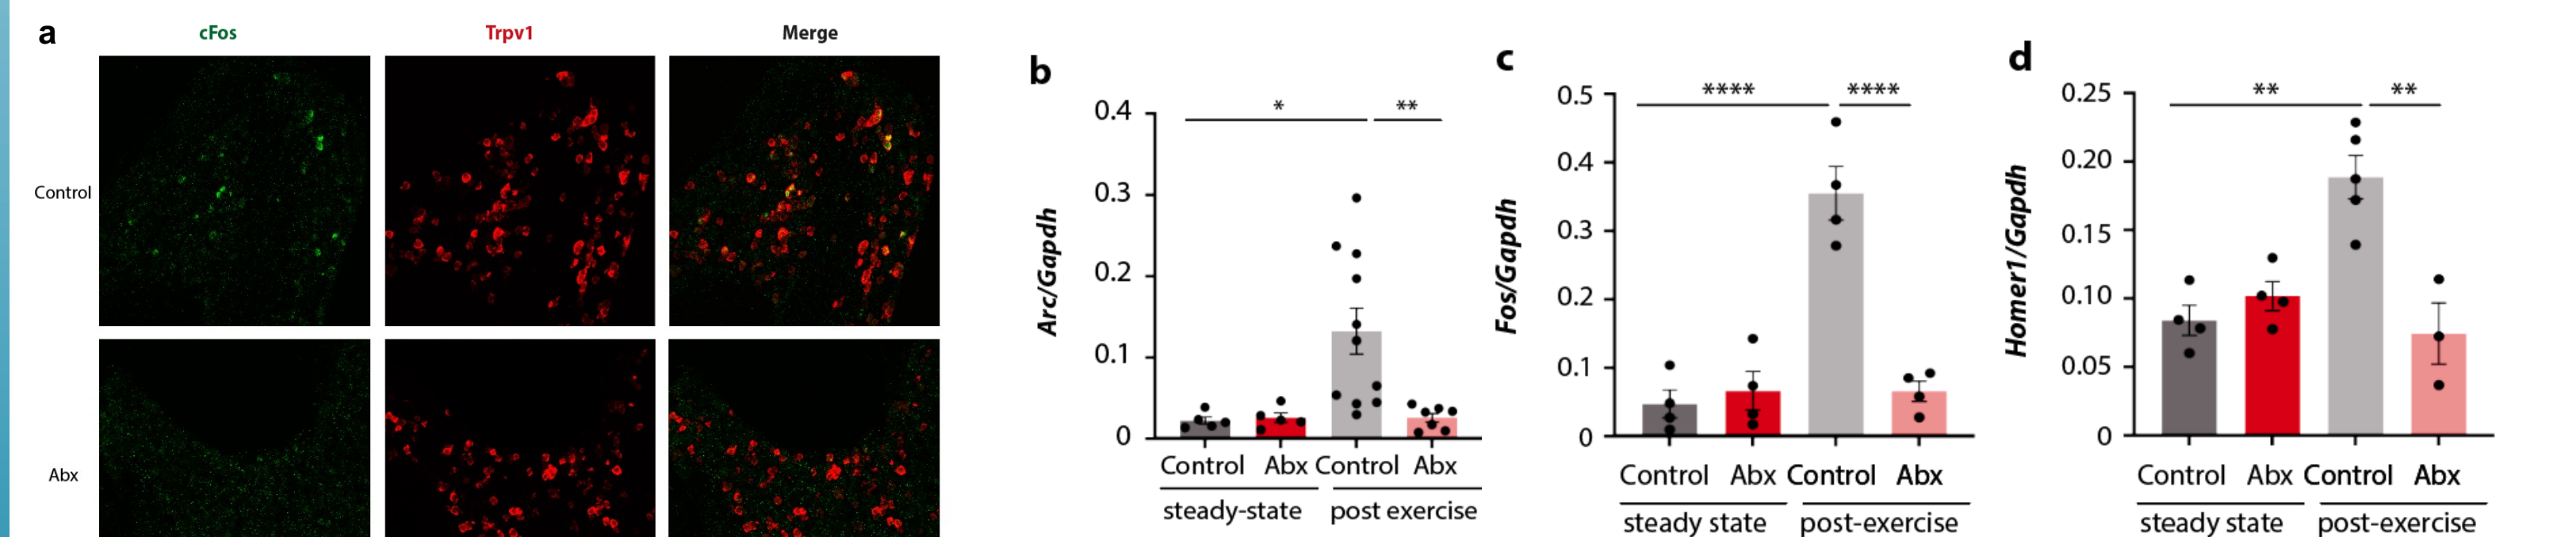 a
cFos
Trpv1
Merge
Control
Abx
b
Arc/Gapdh
0.4
0.3
0.2
0.1
0
*
**
Control Abx Control Abx
steady-state post exercise
c
Fos/Gapdh
0.5
0.4
0.3
0.2
0.1
0
****
****
Control Abx Control Abx
steady state post-exercise
d
Homer1/Gapdh
0.25
0.20
0.15
0.10
0.05
0
**
**
Control Abx Control Abx
steady state post-exercise